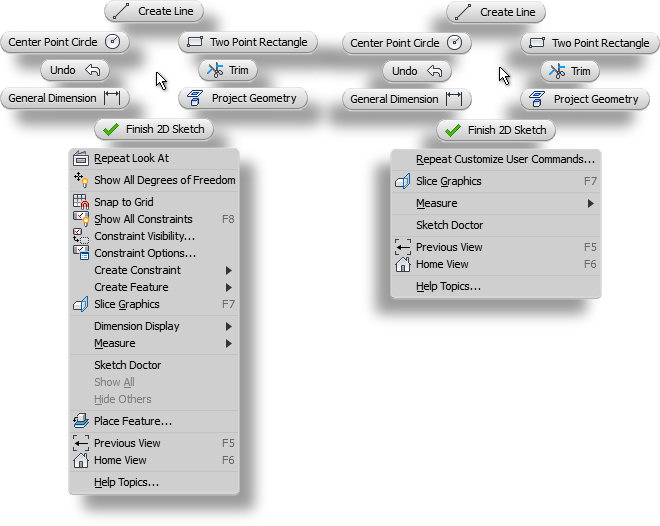 Create Line
Center Point Circle
Two Point Rectangle
Undo
Trim
General Dimension
Project Geometry
Finish 2D Sketch
Repeat Look At
Show All Degrees of Freedom
Snap to Grid
Show All Constraints F8
Constraint Visibility...
Constraint Options...
Create Constraint
Create Feature
Slice Graphics F7
Dimension Display
Measure
Sketch Doctor
Show All
Hide Others
Place Feature...
Previous View F5
Home View F6
Help Topics...
Create Line
Center Point Circle
Two Point Rectangle
Undo
Trim
General Dimension
Project Geometry
Finish 2D Sketch
Repeat Customize User Commands...
Slice Graphics F7
Measure
Sketch Doctor
Previous View F5
Home View F6
Help Topics...